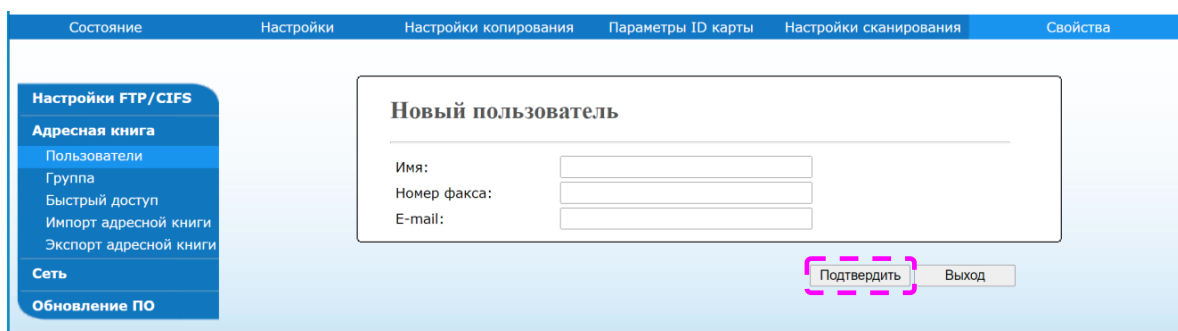 Состояние Настройки Настройки копирования Параметры ID карты Настройки сканирования Свойства
Настройки FTP/CIFS
Адресная книга
Пользователи
Группа
Быстрый доступ
Импорт адресной книги
Экспорт адресной книги
Сеть
Обновление ПО
Новый пользователь
Имя:
Номер факса:
E-mail:
Подтвердить Выход